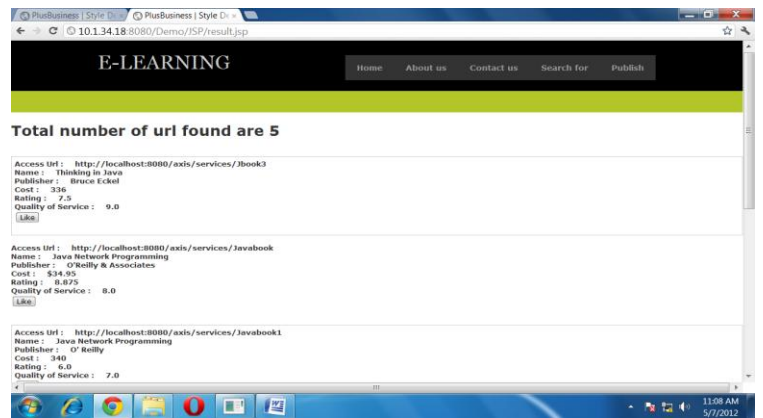 PlusBusiness | Style De
PlusBusiness | Style De
10.1.34.18:8080/Demo/JSP/result.jsp
E-LEARNING
Home About us Contact us Search for Publish
Total number of url found are 5
Access Url : http://localhost:8080/axis/services/Jbook3
Name : Thinking in Java
Publisher : Bruce Eckel
Cost : 336
Rating : 7.5
Quality of Service : 9.0
Like
Access Url : http://localhost:8080/axis/services/Javabook
Name : Java Network Programming
Publisher : O'Reilly & Associates
Cost : $34.95
Rating : 8.875
Quality of Service : 8.0
Like
Access Url : http://localhost:8080/axis/services/Javabook1
Name : Java Network Programming
Publisher : O' Reilly
Cost : 340
Rating : 6.0
Quality of Service : 7.0
11:08 AM
5/7/2012